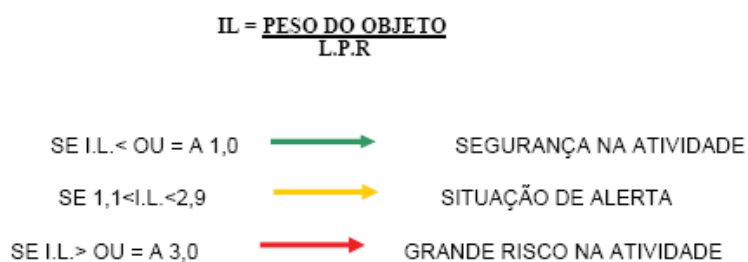 IL = PESO DO OBJETO
L.P.R
SE I.L.< OU = A 1,0 SEGURANÇA NA ATIVIDADE
SE 1,1<I.L.<2,9 SITUAÇÃO DE ALERTA
SE I.L.> OU = A 3,0 GRANDE RISCO NA ATIVIDADE